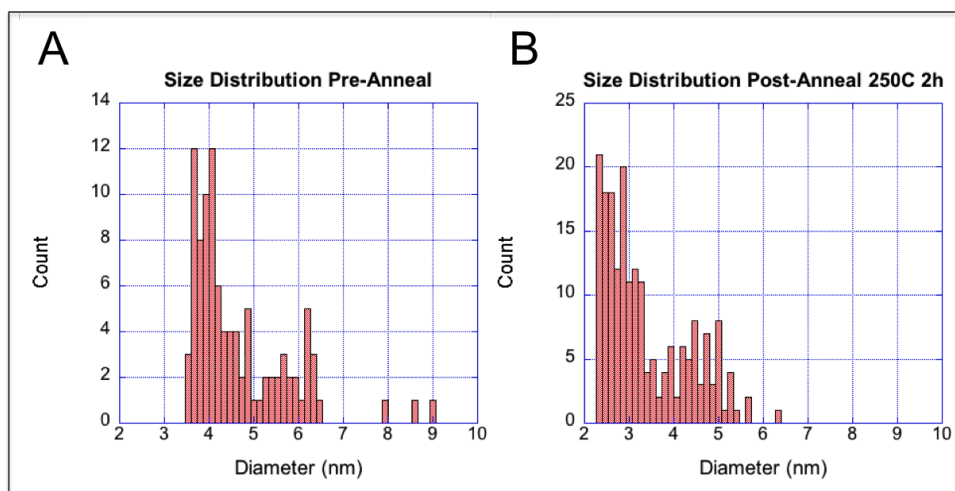 A
Size Distribution Pre-Anneal
14
12
10
8
6
4
2
0
Count
2 3 4 5 6 7 8 9 10
Diameter (nm)
B
Size Distribution Post-Anneal 250C 2h
25
20
15
10
5
0
Count
2 3 4 5 6 7 8 9 10
Diameter (nm)